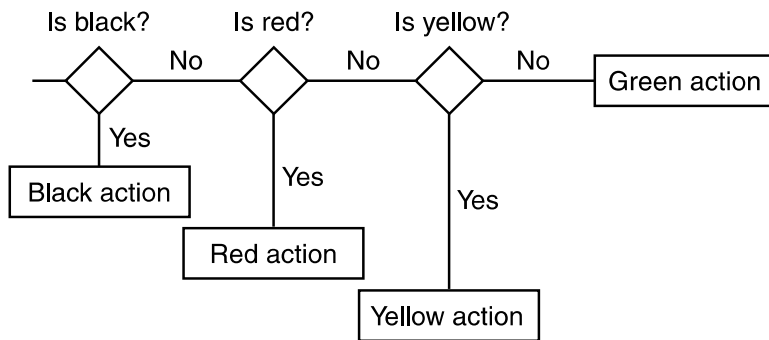 Is black?
Is red?
Is yellow?
No
No
No
Green action
Yes
Black action
Yes
Red action
Yes
Yellow action